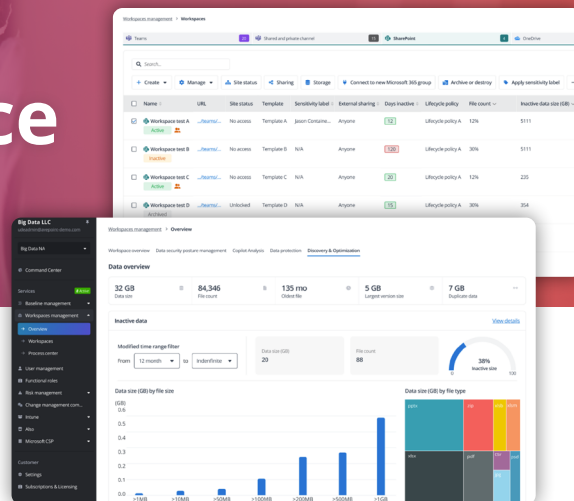 ce
Workspaces management > Workspaces
Teams
Shared and private channel
SharePoint
OneDrive
Search...
+ Create Manage Site status Sharing Storage Connect to new Microsoft 365 group Archive or destroy Apply sensitivity label
Name URL Site status Template Sensitivity label External sharing Days inactive Lifecycle policy File count Inactive data size (GB)
Workspace test A .../teams/... No access Template A Jason Containe... Anyone 12 Lifecycle policy A 12% 5111
Active
Workspace test B .../teams/... No access Template B N/A Anyone 120 Lifecycle policy A 30% 5111
Inactive
Workspace test C .../teams/... No access Template C N/A Anyone 20 Lifecycle policy A 12% 225
Active
Workspace test D .../teams/... Unlocked Template D N/A Anyone 15 Lifecycle policy A 30% 354
Archived
Big Data LLC
Big Data NA
Command Center
Services
Baseline management
Workspaces management
Overview
Workspaces
Process center
User management
Functional roles
Risk management
Change management com...
Intune
Alex
Microsoft CSP
Customer
Settings
Subscriptions & Licensing
Workspaces management > Overview
Workspace overview Data security posture management Copilot Analysis Data protection Discovery & Optimization
Data overview
32 GB 84,346 135 mo 5 GB 7 GB
Data size File count Oldest file Largest version size Duplicate data
Inactive data View details
Modified time range filter
From 12 month to Indenfinite
Data size (GB)
20
File count
88
38%
Inactive size
0 100
Data size (GB) by file size
(GB)
0.6
0.5
0.4
0.3
0.2
0.1
0.0
>1MB >10MB >50MB >100MB >200MB >500MB >1GB
Data size (GB) by file type
.zip
.pdf